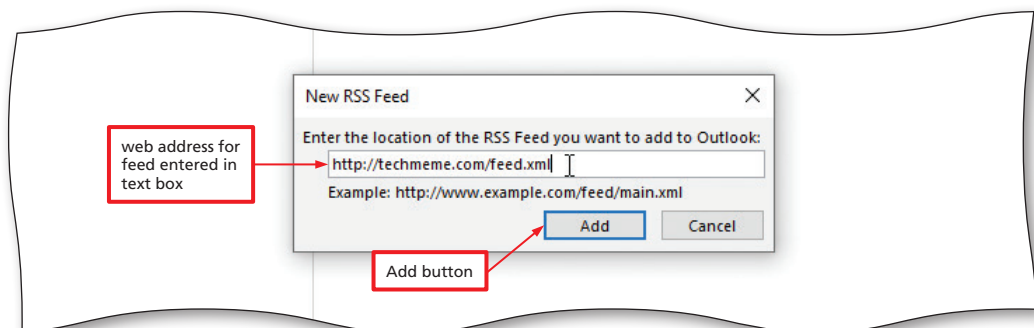 New RSS Feed
Enter the location of the RSS Feed you want to add to Outlook:
web address for
feed entered in
text box
http://techmeme.com/feed.xml
Example: http://www.example.com/feed/main.xml
Add
Cancel
Add button